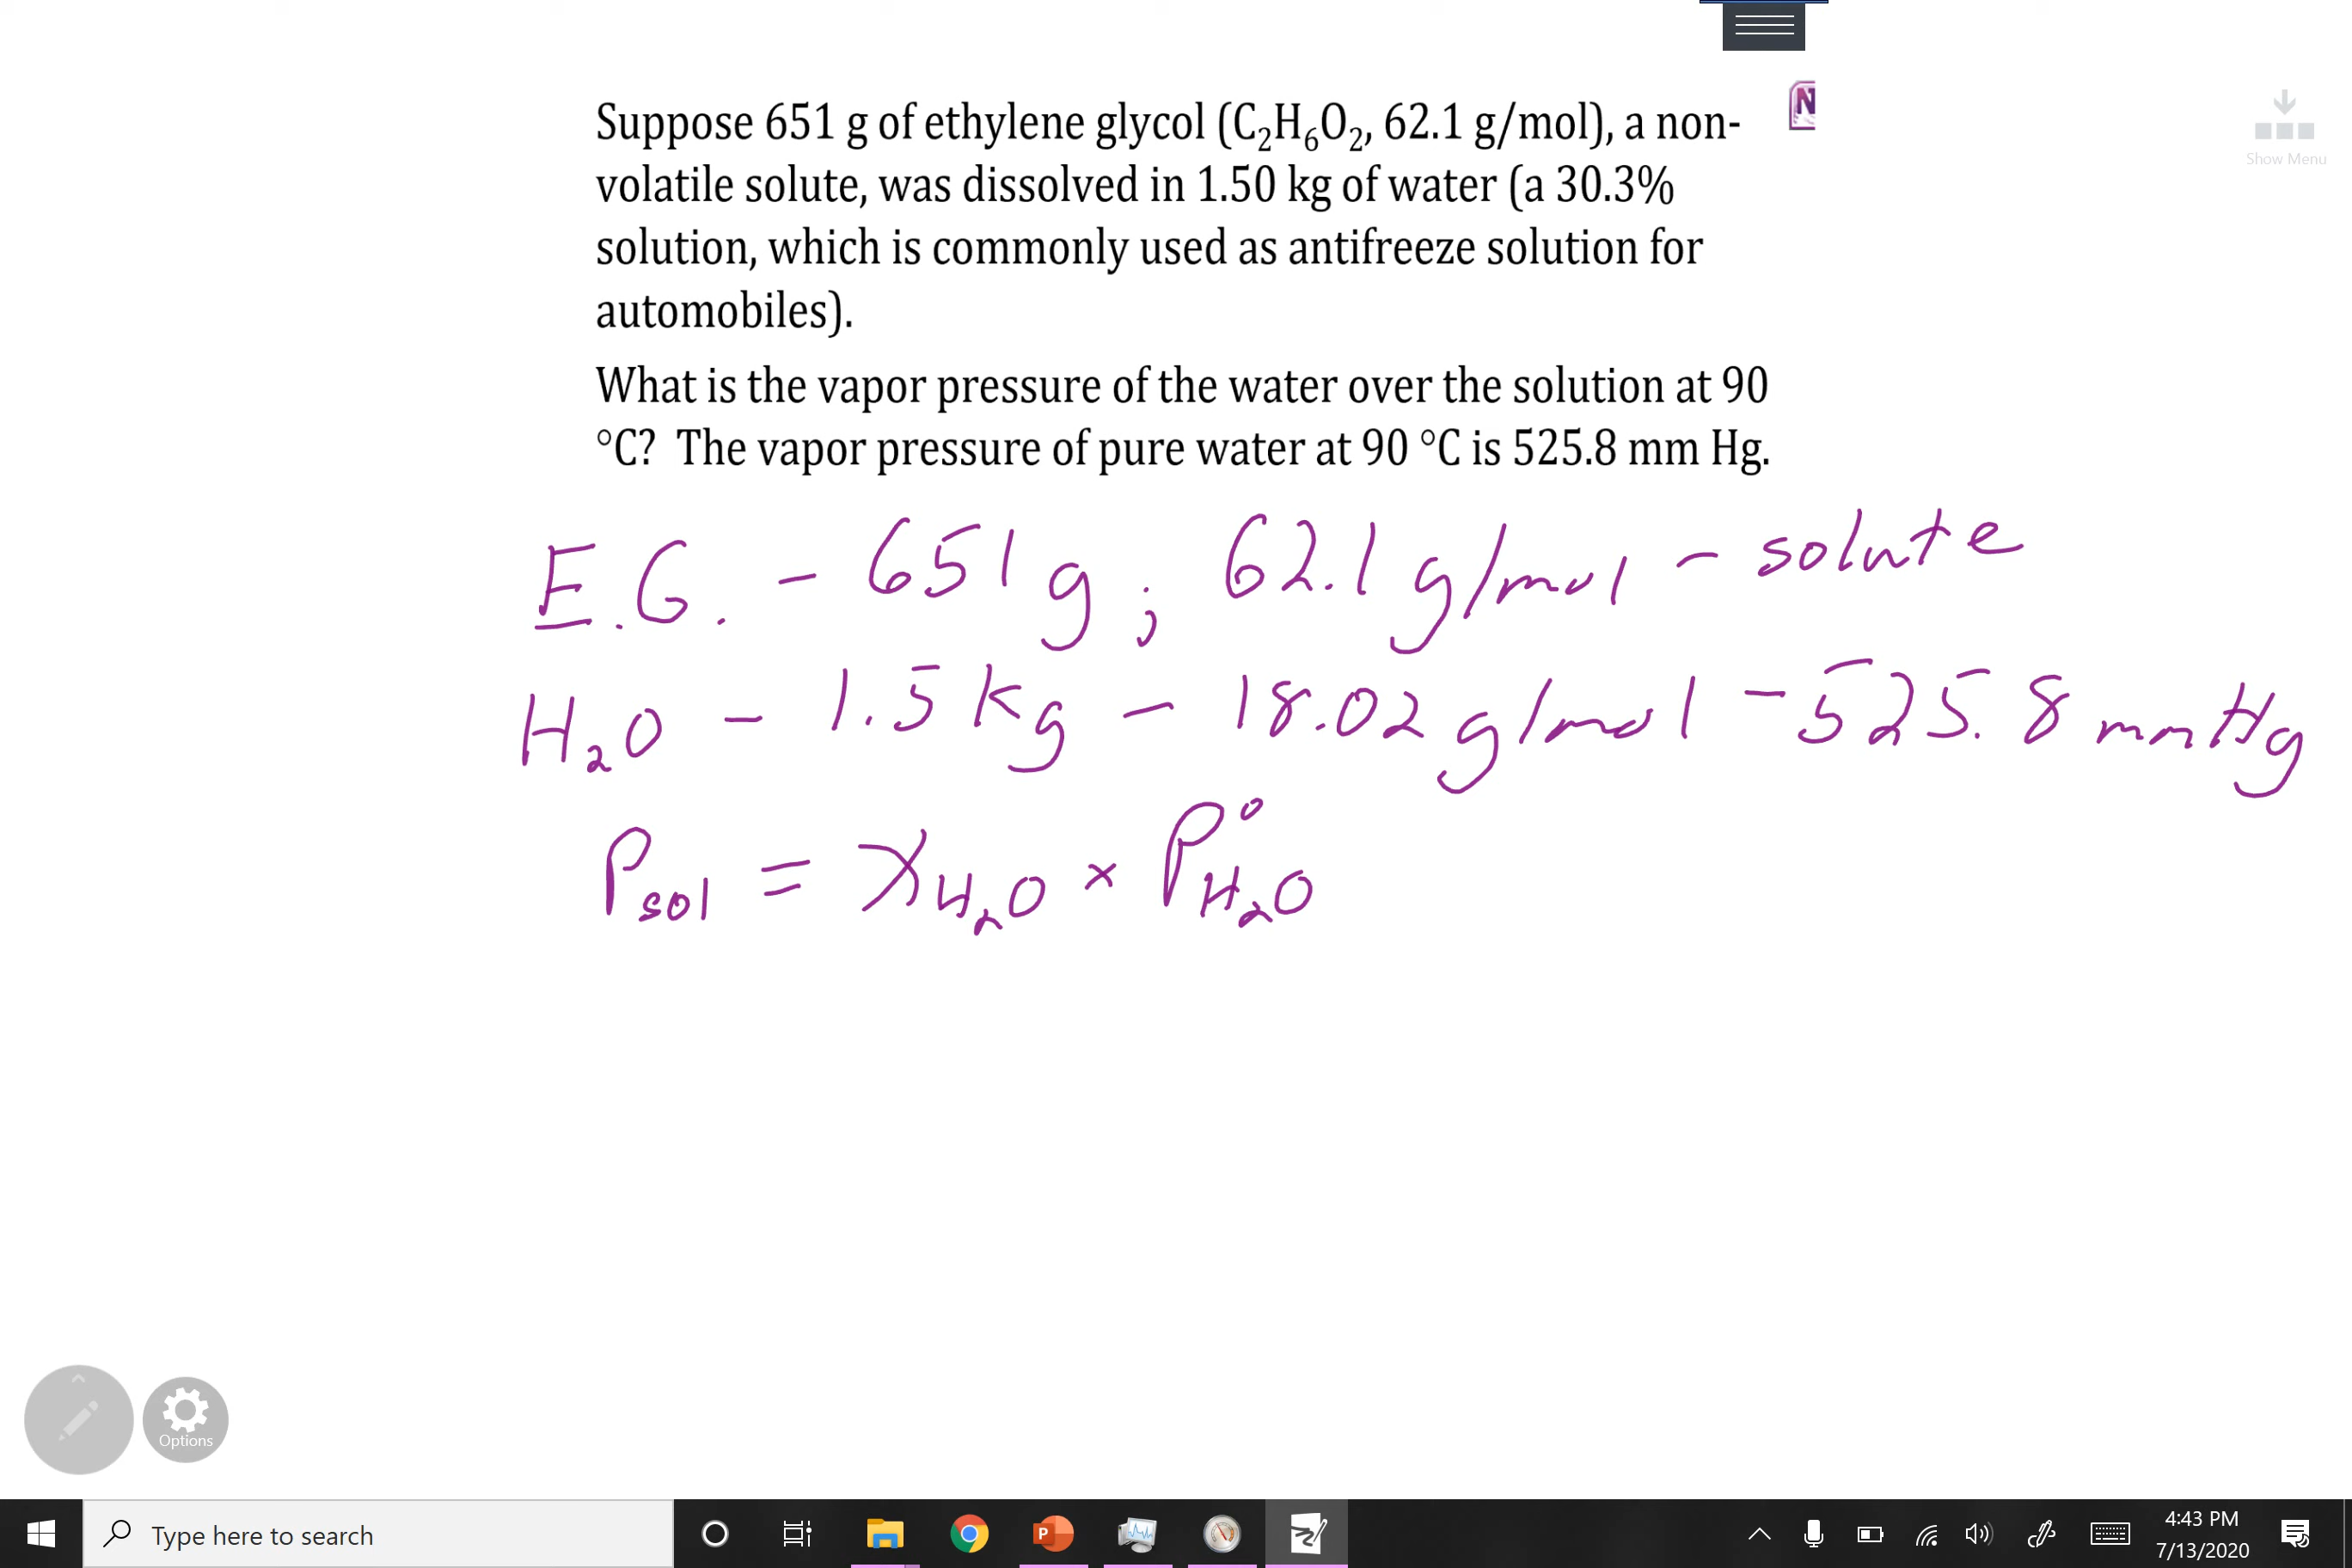 Suppose 651 g of ethylene glycol (C₂H₆O₂, 62.1 g/mol), a non-
volatile solute, was dissolved in 1.50 kg of water (a 30.3%
solution, which is commonly used as antifreeze solution for
automobiles).
What is the vapor pressure of the water over the solution at 90
°C? The vapor pressure of pure water at 90 °C is 525.8 mm Hg.
N
Show Menu
E.G. - 651 g ; 62.1 g/mol - solute
H₂O - 1.5 kg - 18.02 g/mol - 525.8 mmHg
Psol = XH₂O × P°H₂O
Options
Type here to search
P
4:43 PM
7/13/2020